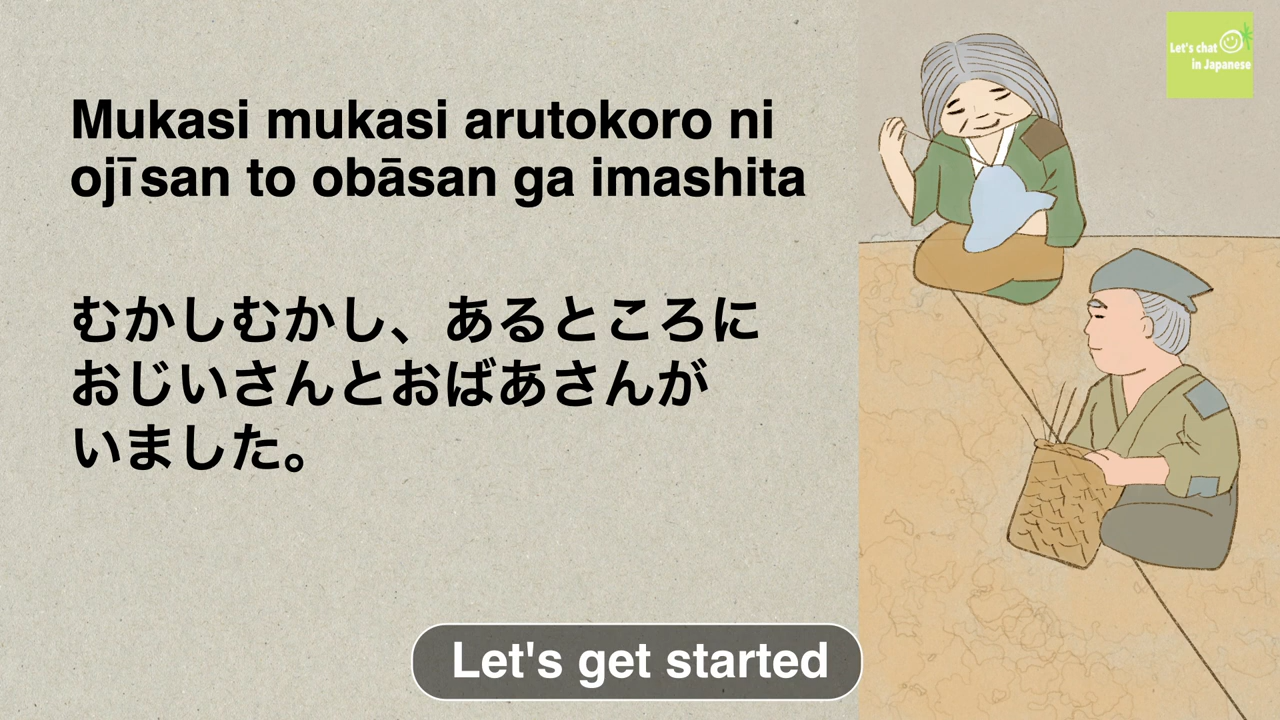 Mukasi mukasi arutokoro ni
ojīsan to obāsan ga imashita
むかしむかし、あるところに
おじいさんとおばあさんが
いました。
Let's get started
Let's chat
in Japanese